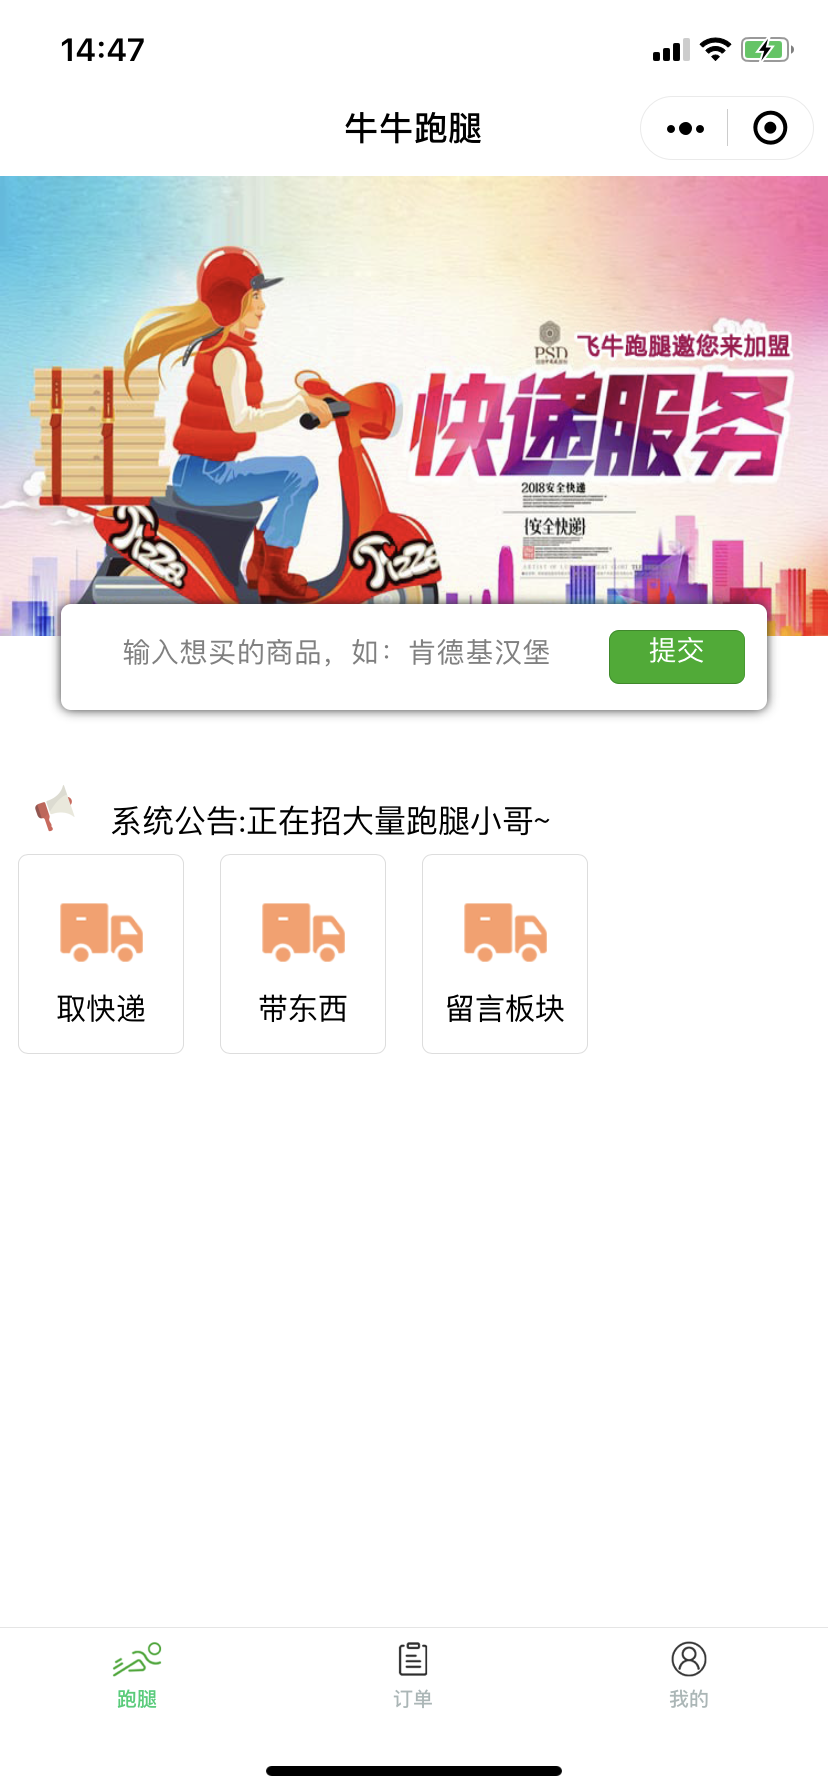 14:47
牛牛跑腿
PSD
飞牛跑腿邀您来加盟
快递服务
2018安全快递
{安全快递}
Pizza
Pizza
输入想买的商品，如：肯德基汉堡
提交
系统公告:正在招大量跑腿小哥~
取快递
带东西
留言板块
跑腿
订单
我的